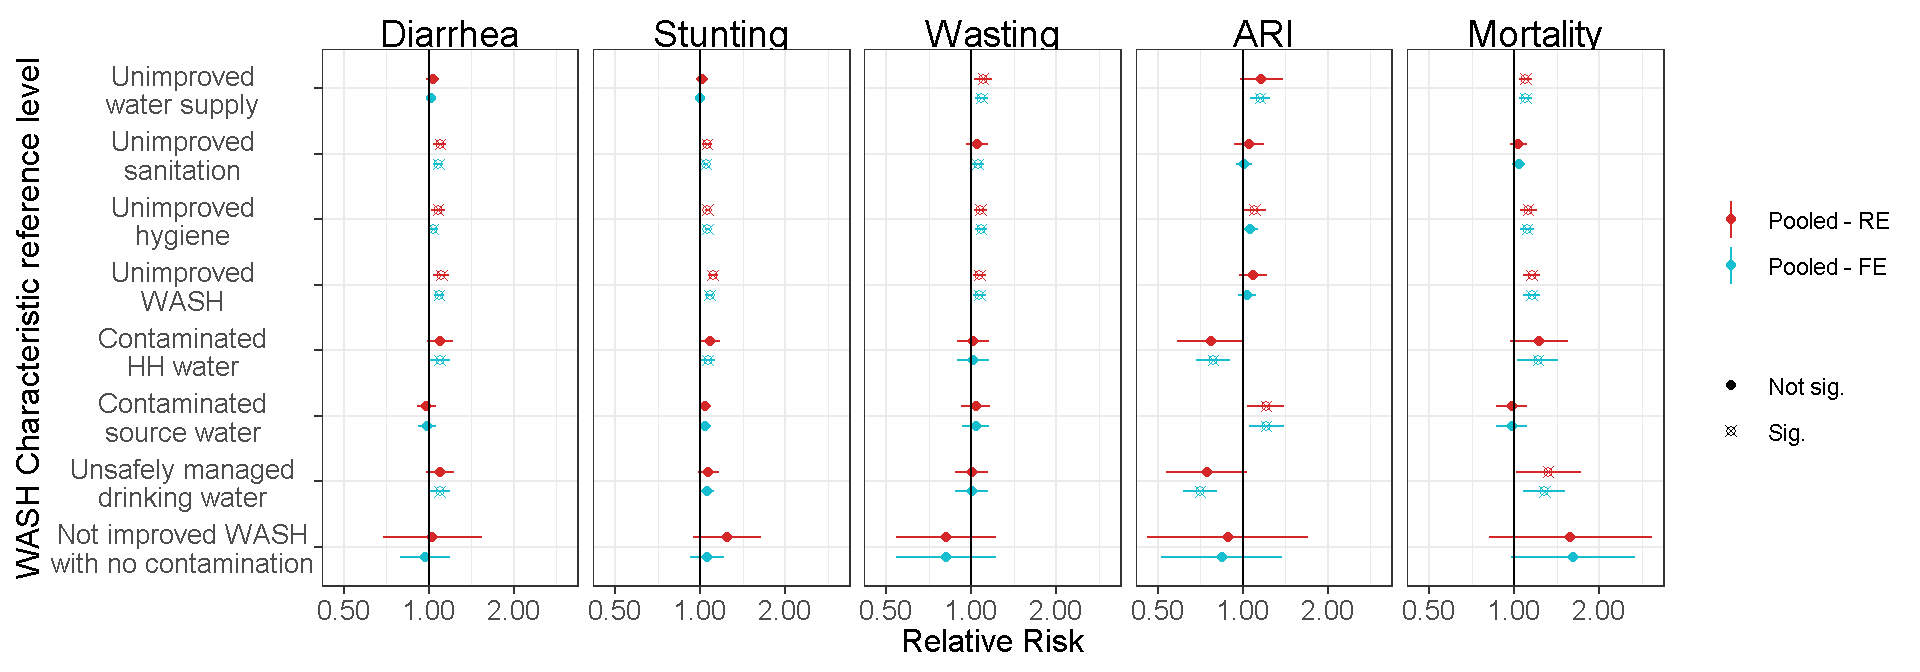 Diarrhea Stunting Wasting ARI Mortality
WASH Characteristic reference level
Unimproved
water supply
Unimproved
sanitation
Unimproved
hygiene
Unimproved
WASH
Contaminated
HH water
Contaminated
source water
Unsafely managed
drinking water
Not improved WASH
with no contamination
Pooled - RE
Pooled - FE
Not sig.
Sig.
0.50 1.00 2.00 0.50 1.00 2.00 0.50 1.00 2.00 0.50 1.00 2.00 0.50 1.00 2.00
Relative Risk